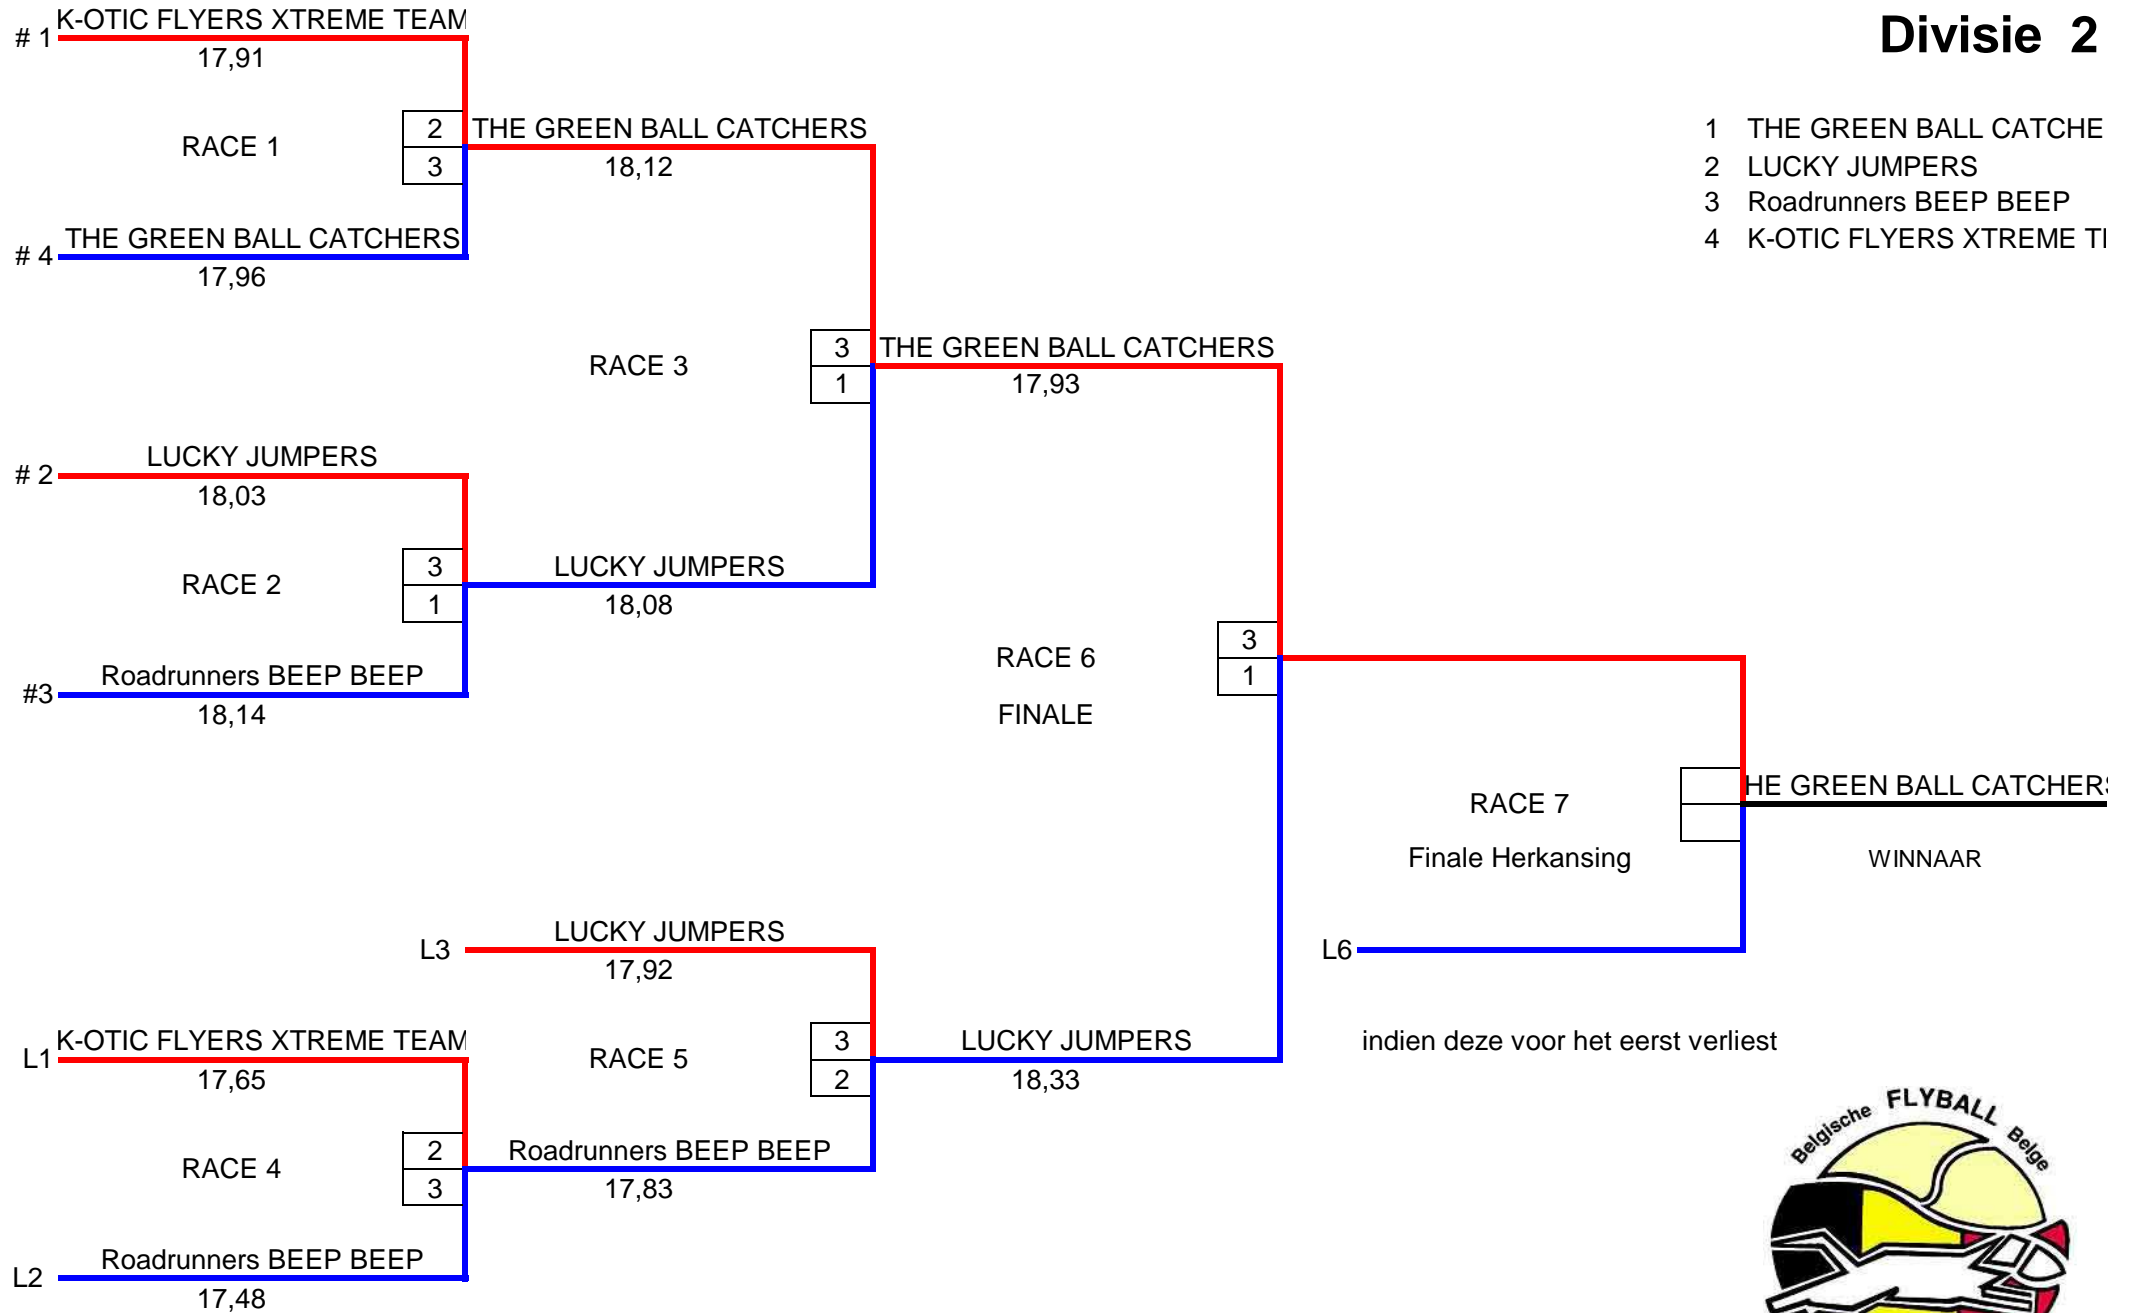 K-OTIC FLYERS XTREME TEAM
# 1
17,91
Divisie 2
1 THE GREEN BALL CATCHE
2 LUCKY JUMPERS
3 Roadrunners BEEP BEEP
4 K-OTIC FLYERS XTREME
RACE 1
2
3
THE GREEN BALL CATCHERS
18,12
THE GREEN BALL CATCHERS
# 4
17,96
RACE 3
3
1
THE GREEN BALL CATCHERS
17,93
LUCKY JUMPERS
# 2
18,03
RACE 2
3
1
LUCKY JUMPERS
18,08
Roadrunners BEEP BEEP
#3
18,14
RACE 6
3
1
FINALE
RACE 7
HE GREEN BALL CATCHERS
Finale Herkansing
WINNAAR
L3
LUCKY JUMPERS
17,92
L6
K-OTIC FLYERS XTREME TEAM
L1
17,65
RACE 5
3
2
LUCKY JUMPERS
18,33
indien deze voor het eerst verliest
RACE 4
2
3
Roadrunners BEEP BEEP
17,83
Roadrunners BEEP BEEP
L2
17,48
Belgische FLYBALL Belge